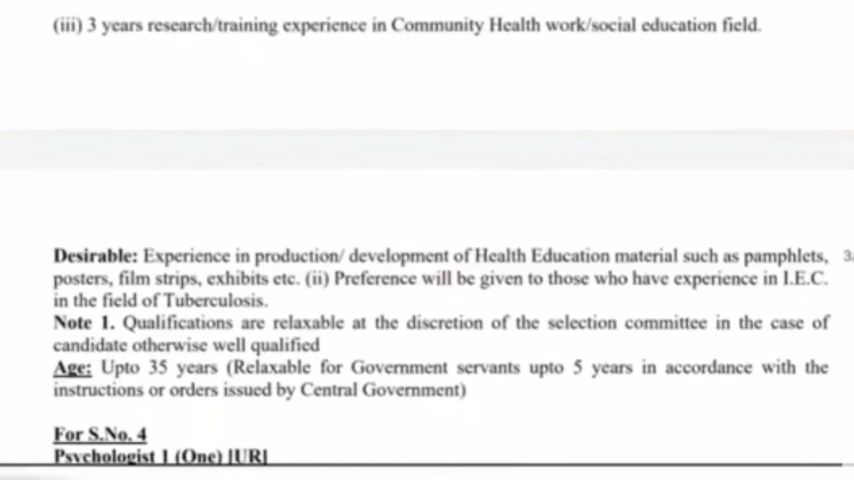 (iii) 3 years research/training experience in Community Health work/social education field.
Desirable: Experience in production/ development of Health Education material such as pamphlets,
posters, film strips, exhibits etc. (ii) Preference will be given to those who have experience in I.E.C.
in the field of Tuberculosis.
Note 1. Qualifications are relaxable at the discretion of the selection committee in the case of
candidate otherwise well qualified
Age: Upto 35 years (Relaxable for Government servants upto 5 years in accordance with the
instructions or orders issued by Central Government)
For S.No. 4
Psychologist 1 (One) [UR]